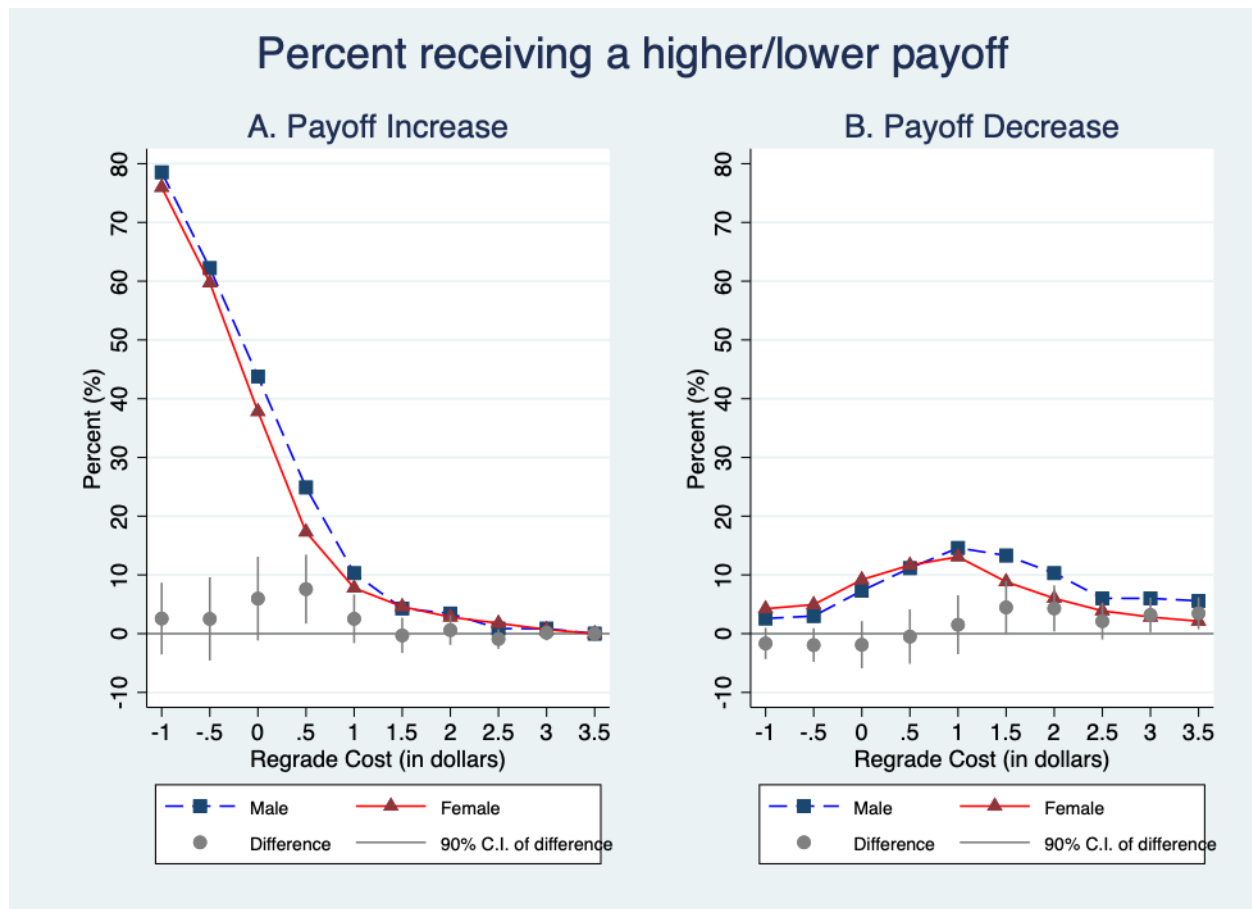 Percent receiving a higher/lower payoff
A. Payoff Increase
Percent (%)
80
70
60
50
40
30
20
10
0
-10
-1 -.5 0 .5 1 1.5 2 2.5 3 3.5
Regrade Cost (in dollars)
Male Female
Difference 90% C.I. of difference
B. Payoff Decrease
Percent (%)
80
70
60
50
40
30
20
10
0
-10
-1 -.5 0 .5 1 1.5 2 2.5 3 3.5
Regrade Cost (in dollars)
Male Female
Difference 90% C.I. of difference